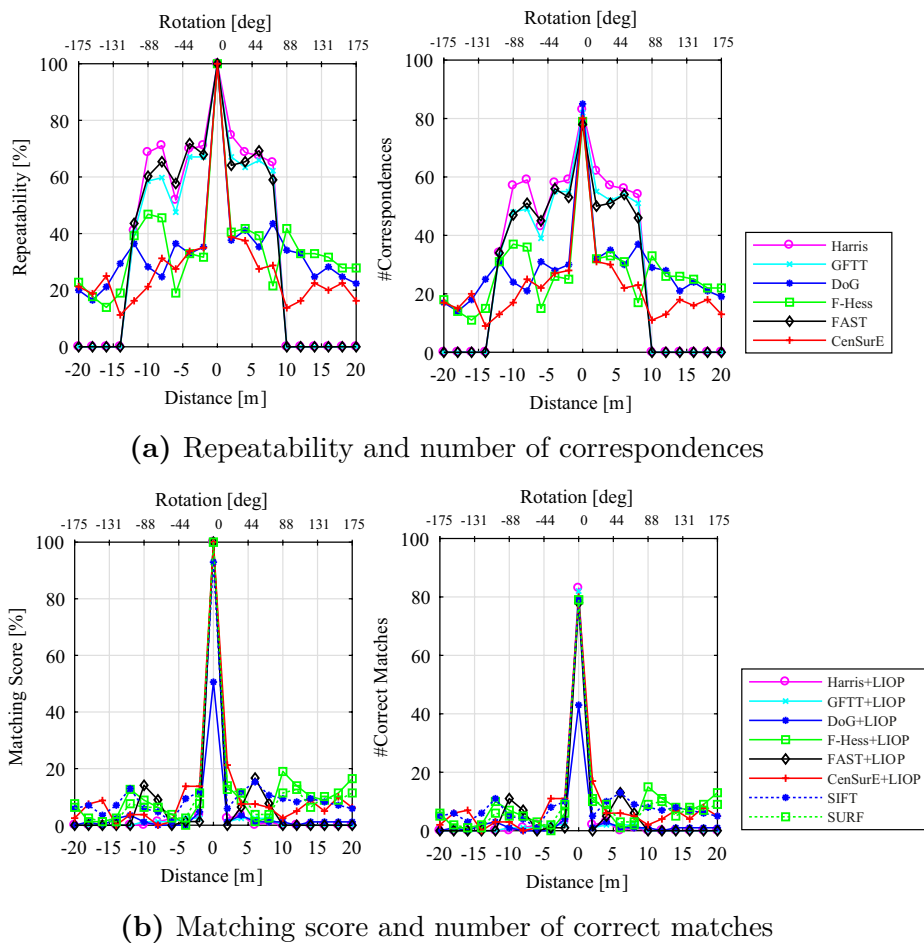 Rotation [deg]
-175 -131 -88 -44 0 44 88 131 175
100
80
60
40
20
0
Repeatability [%]
-20 -15 -10 -5 0 5 10 15 20
Distance [m]
Rotation [deg]
-175 -131 -88 -44 0 44 88 131 175
100
80
60
40
20
0
#Correspondences
-20 -15 -10 -5 0 5 10 15 20
Distance [m]
Harris
GFTT
DoG
F-Hess
FAST
CenSurE
(a) Repeatability and number of correspondences
Rotation [deg]
-175 -131 -88 -44 0 44 88 131 175
100
80
60
40
20
0
Matching Score [%]
-20 -15 -10 -5 0 5 10 15 20
Distance [m]
Rotation [deg]
-175 -131 -88 -44 0 44 88 131 175
100
80
60
40
20
0
#Correct Matches
-20 -15 -10 -5 0 5 10 15 20
Distance [m]
Harris+LIOP
GFTT+LIOP
DoG+LIOP
F-Hess+LIOP
FAST+LIOP
CenSurE+LIOP
SIFT
SURF
(b) Matching score and number of correct matches